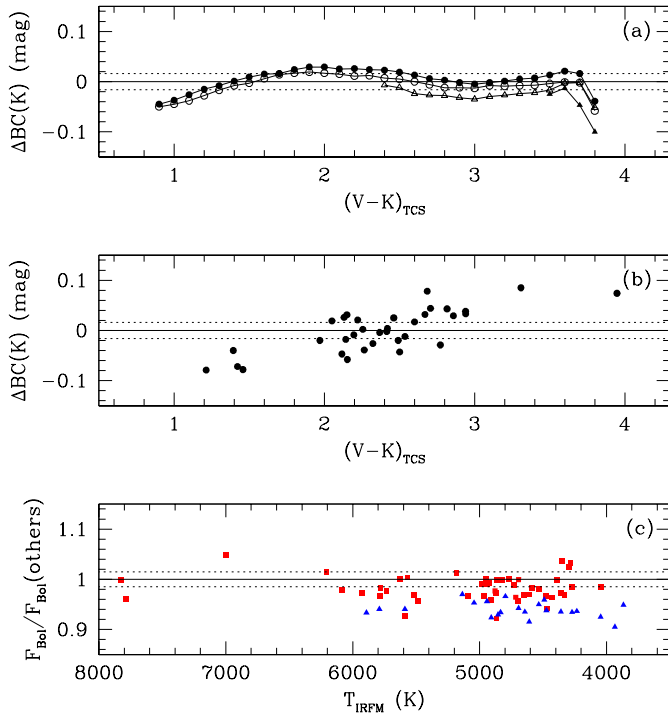 0.1
0
−0.1
ΔBC(K) (mag)
(a)
1
2
3
4
(V−K)TCS
0.1
0
−0.1
ΔBC(K) (mag)
(b)
1
2
3
4
(V−K)TCS
1.1
1
0.9
FBol/FBol(others)
(c)
8000
7000
6000
5000
4000
TIRFM (K)